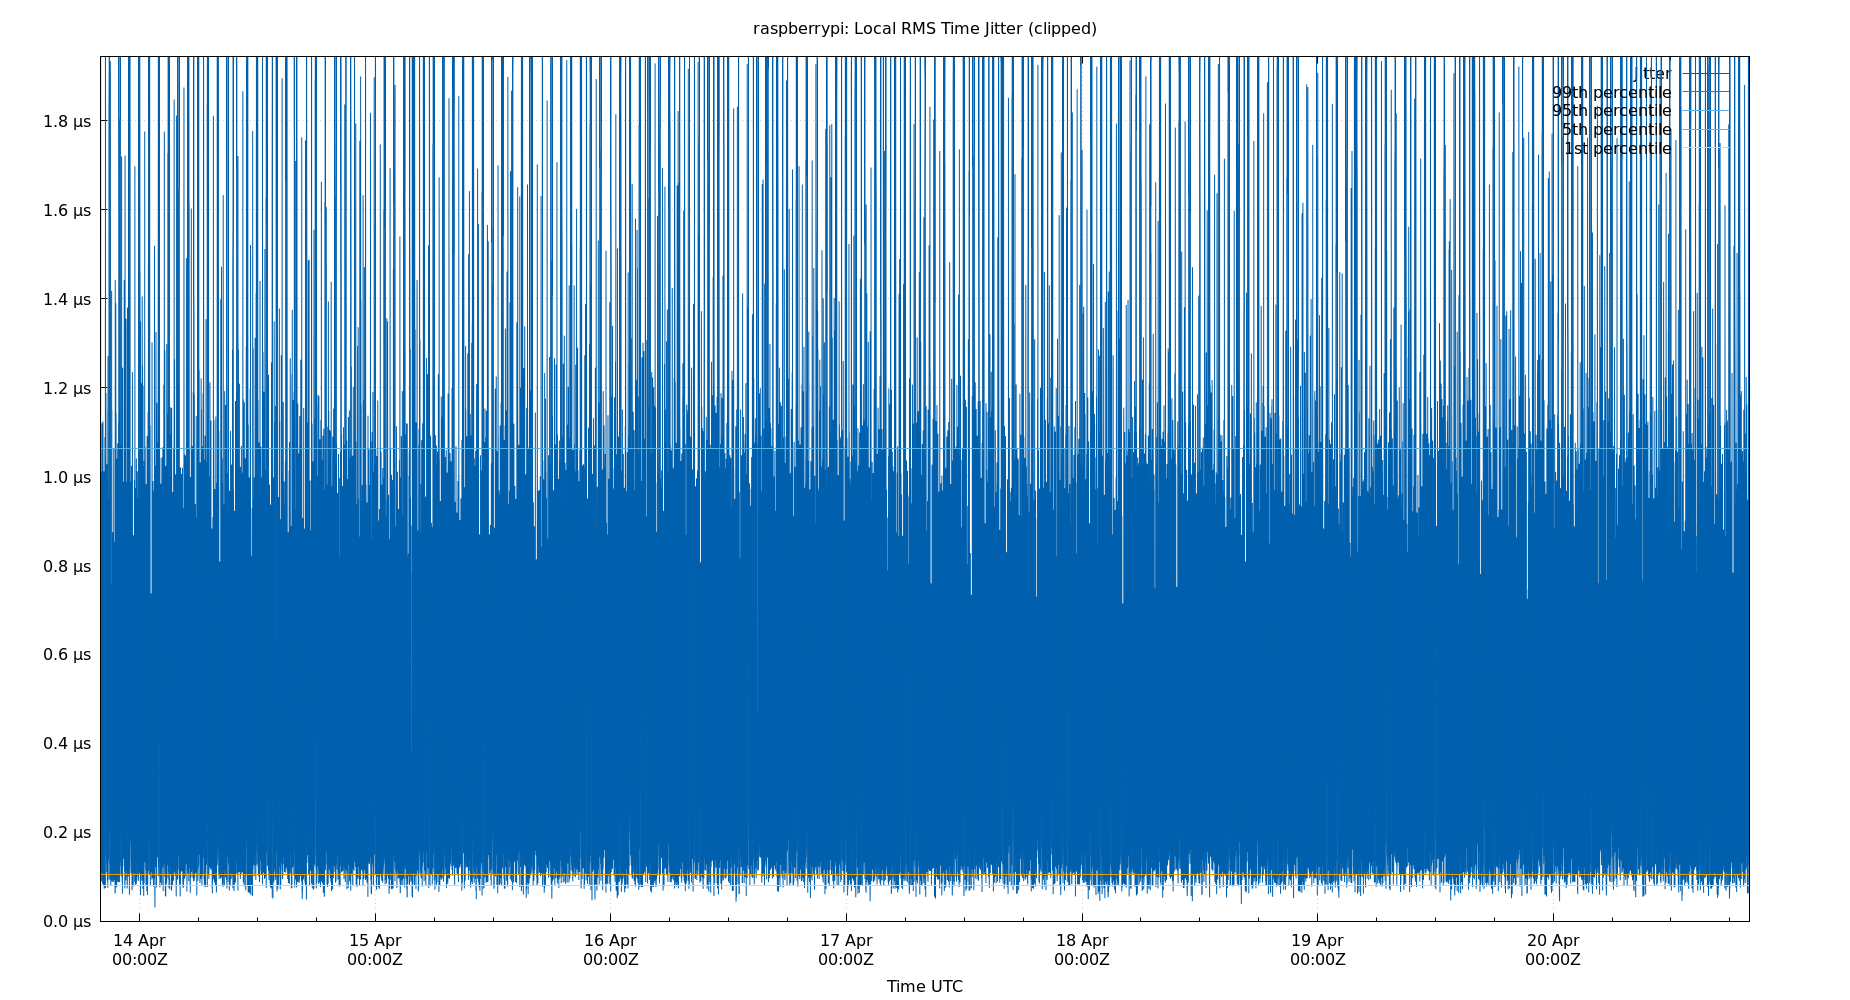 raspberrypi: Local RMS Time Jitter (clipped)
Jitter
99th percentile
95th percentile
5th percentile
1st percentile
1.8 μs
1.6 μs
1.4 μs
1.2 μs
1.0 μs
0.8 μs
0.6 μs
0.4 μs
0.2 μs
0.0 μs
14 Apr 15 Apr 16 Apr 17 Apr 18 Apr 19 Apr 20 Apr
00:00Z 00:00Z 00:00Z 00:00Z 00:00Z 00:00Z 00:00Z
Time UTC